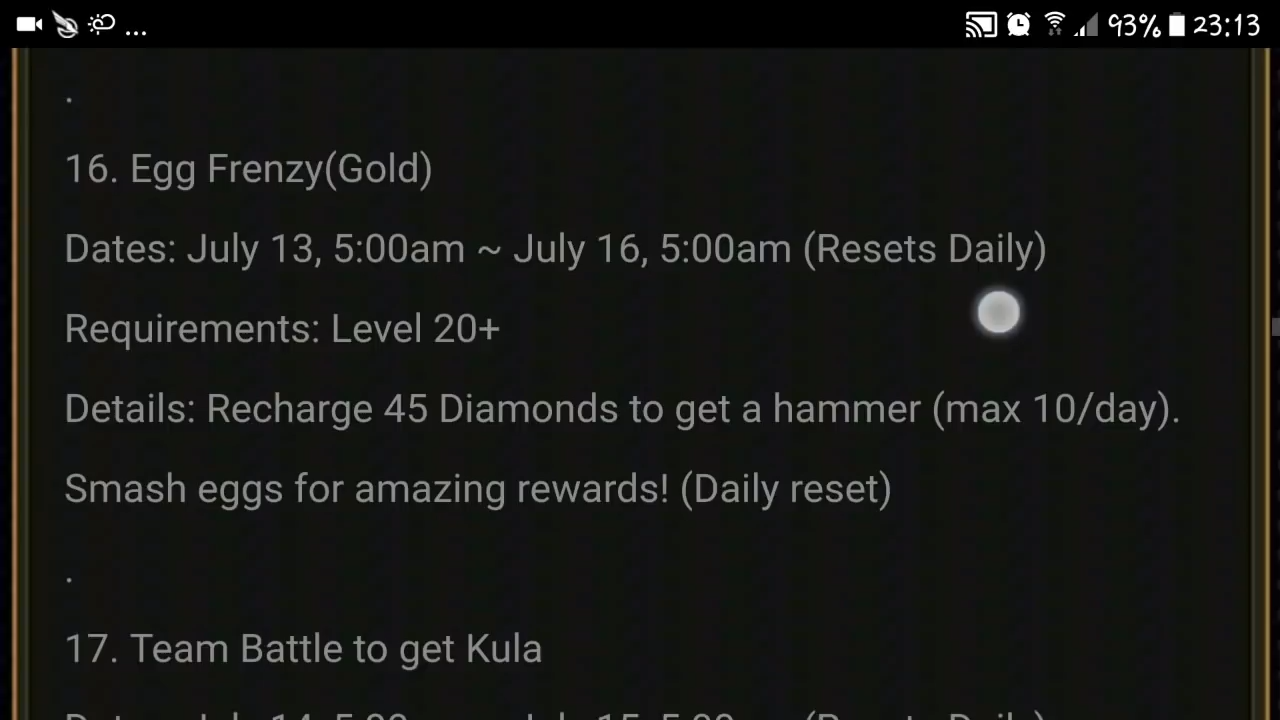 ... 93% 23:13
.
16. Egg Frenzy(Gold)
Dates: July 13, 5:00am ~ July 16, 5:00am (Resets Daily)
Requirements: Level 20+
Details: Recharge 45 Diamonds to get a hammer (max 10/day).
Smash eggs for amazing rewards! (Daily reset)
.
17. Team Battle to get Kula